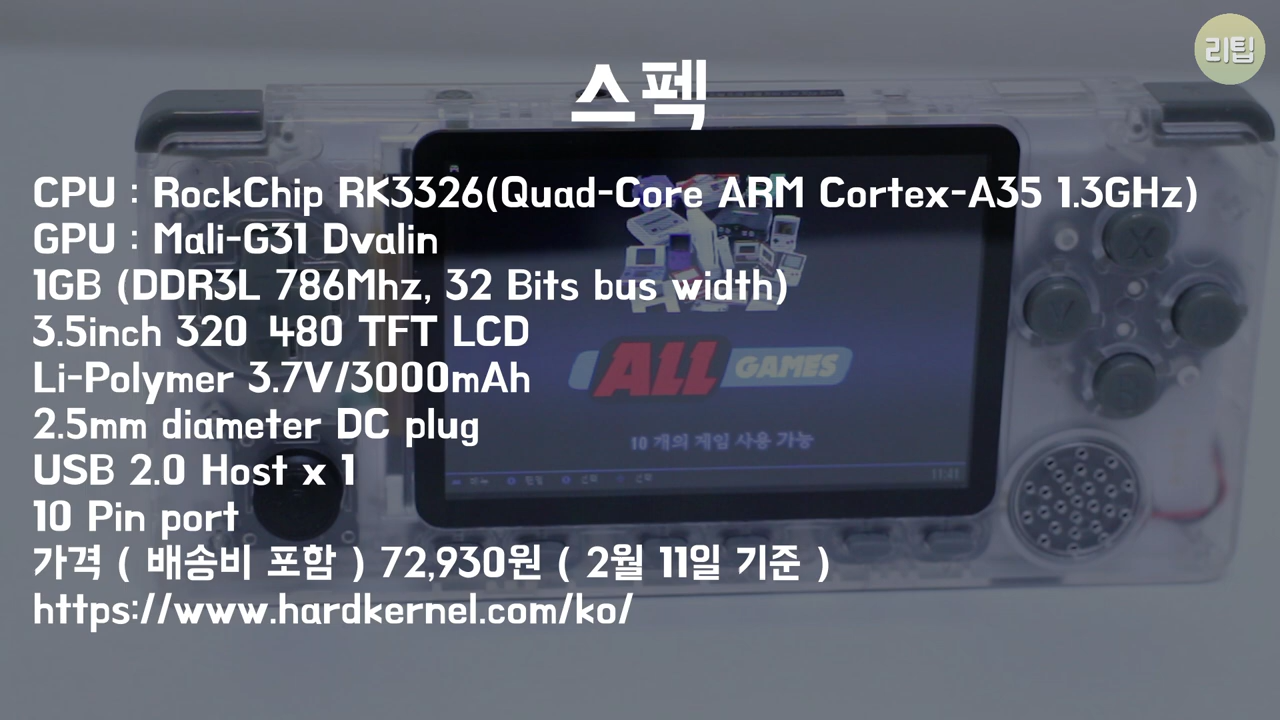 리팁
스펙
CPU : RockChip RK3326(Quad-Core ARM Cortex-A35 1.3GHz)
GPU : Mali-G31 Dvalin
1GB (DDR3L 786Mhz, 32 Bits bus width)
3.5inch 320 480 TFT LCD
Li-Polymer 3.7V/3000mAh
2.5mm diameter DC plug
USB 2.0 Host x 1
10 Pin port
가격 ( 배송비 포함 ) 72,930원 ( 2월 11일 기준 )
https://www.hardkernel.com/ko/
ALL GAMES
10 개의 게임 사용 가능
11:41
X
Y